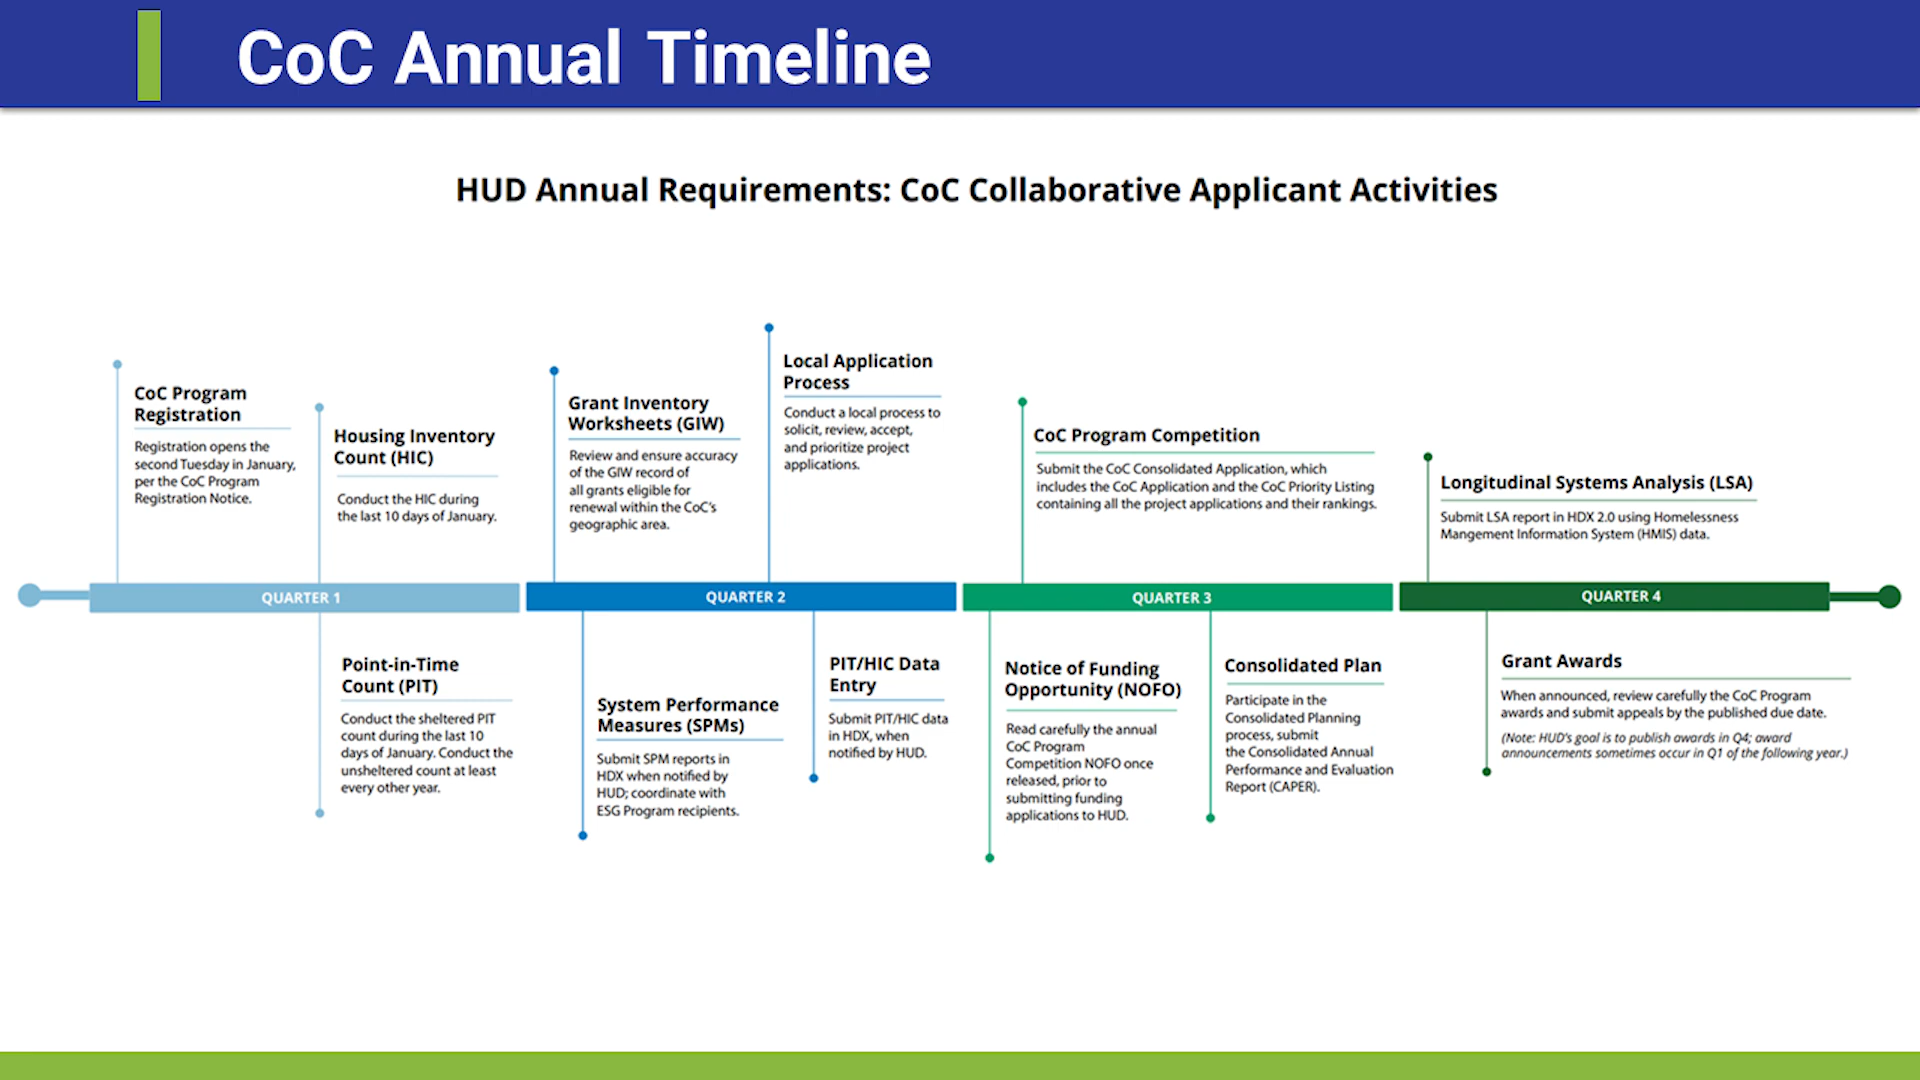 CoC Annual Timeline
HUD Annual Requirements: CoC Collaborative Applicant Activities
CoC Program
Registration
Registration opens the
second Tuesday in January,
per the CoC Program
Registration Notice.
Housing Inventory
Count (HIC)
Conduct the HIC during
the last 10 days of January.
Grant Inventory
Worksheets (GIW)
Review and ensure accuracy
of the GIW record of
all grants eligible for
renewal within the CoC's
geographic area.
Local Application
Process
Conduct a local process to
solicit, review, accept,
and prioritize project
applications.
CoC Program Competition
Submit the CoC Consolidated Application, which
includes the CoC Application and the CoC Priority Listing
containing all the project applications and their rankings.
Longitudinal Systems Analysis (LSA)
Submit LSA report in HDX 2.0 using Homelessness
Mangement Information System (HMIS) data.
QUARTER 1
QUARTER 2
QUARTER 3
QUARTER 4
Point-in-Time
Count (PIT)
Conduct the sheltered PIT
count during the last 10
days of January. Conduct the
unsheltered count at least
every other year.
System Performance
Measures (SPMs)
Submit SPM reports in
HDX when notified by
HUD; coordinate with
ESG Program recipients.
PIT/HIC Data
Entry
Submit PIT/HIC data
in HDX, when
notified by HUD.
Notice of Funding
Opportunity (NOFO)
Read carefully the annual
CoC Program
Competition NOFO once
released, prior to
submitting funding
applications to HUD.
Consolidated Plan
Participate in the
Consolidated Planning
process, submit
the Consolidated Annual
Performance and Evaluation
Report (CAPER).
Grant Awards
When announced, review carefully the CoC Program
awards and submit appeals by the published due date.
(Note: HUD's goal is to publish awards in Q4; award
announcements sometimes occur in Q1 of the following year.)